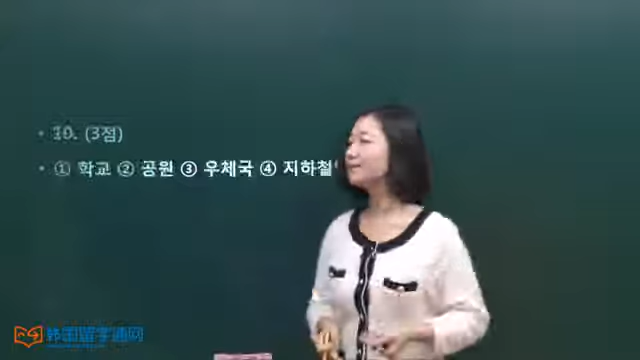 • 10. (3점)
• ① 학교 ② 공원 ③ 우체국 ④ 지하철
韩国留学通网